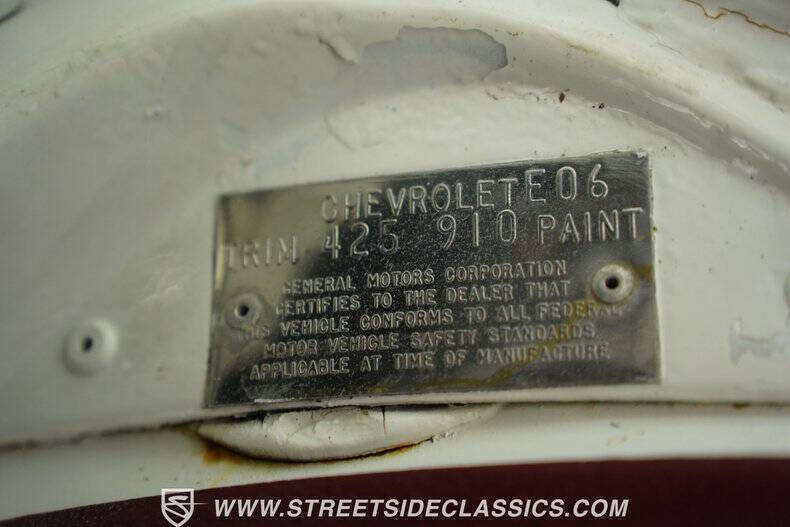 CHEVROLET E06
TRIM 425 910 PAINT
GENERAL MOTORS CORPORATION
CERTIFIES TO THE DEALER THAT
THIS VEHICLE CONFORMS TO ALL FEDERAL
MOTOR VEHICLE SAFETY STANDARDS
APPLICABLE AT TIME OF MANUFACTURE
WWW.STREETSIDECLASSICS.COM